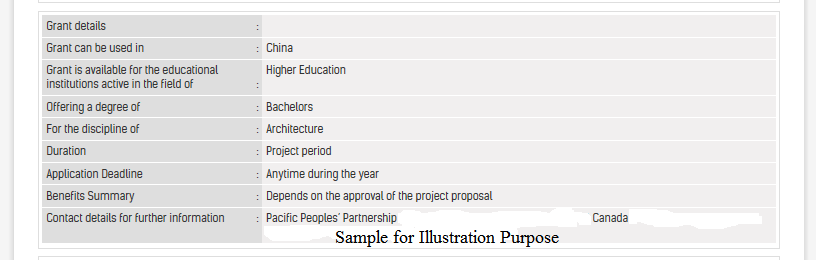 Grant details :
Grant can be used in : China
Grant is available for the educational Higher Education
institutions active in the field of :
Offering a degree of : Bachelors
For the discipline of : Architecture
Duration : Project period
Application Deadline : Anytime during the year
Benefits Summary : Depends on the approval of the project proposal
Contact details for further information : Pacific Peoples’ Partnership Canada
Sample for Illustration Purpose